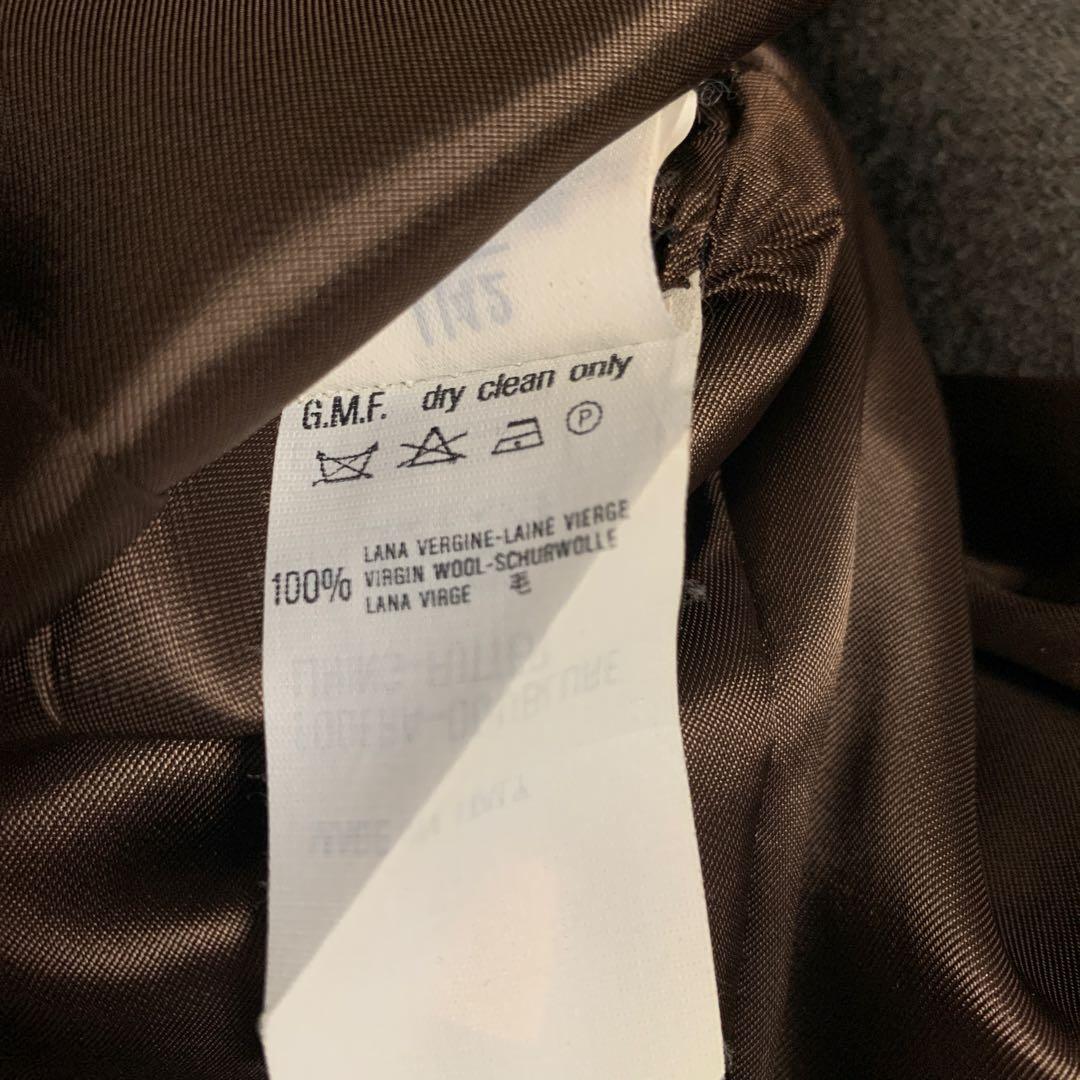 G.M.F. dry clean only
P
LANA VERGINE-LAINE VIERGE
100% VIRGIN WOOL-SCHURWOLLE
LANA VIRGE 毛